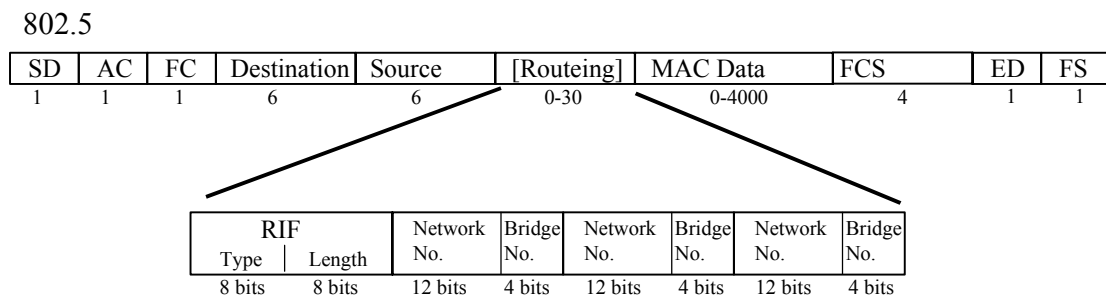 802.5
SD AC FC Destination Source [Routeing] MAC Data FCS ED FS
1 1 1 6 6 0-30 0-4000 4 1 1
RIF Network Bridge Network Bridge Network Bridge
Type Length No. No. No. No. No. No.
8 bits 8 bits 12 bits 4 bits 12 bits 4 bits 12 bits 4 bits